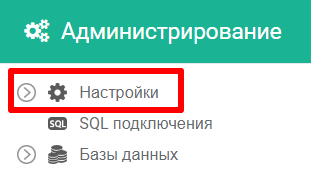 Администрирование
Настройки
SQL SQL подключения
Базы данных